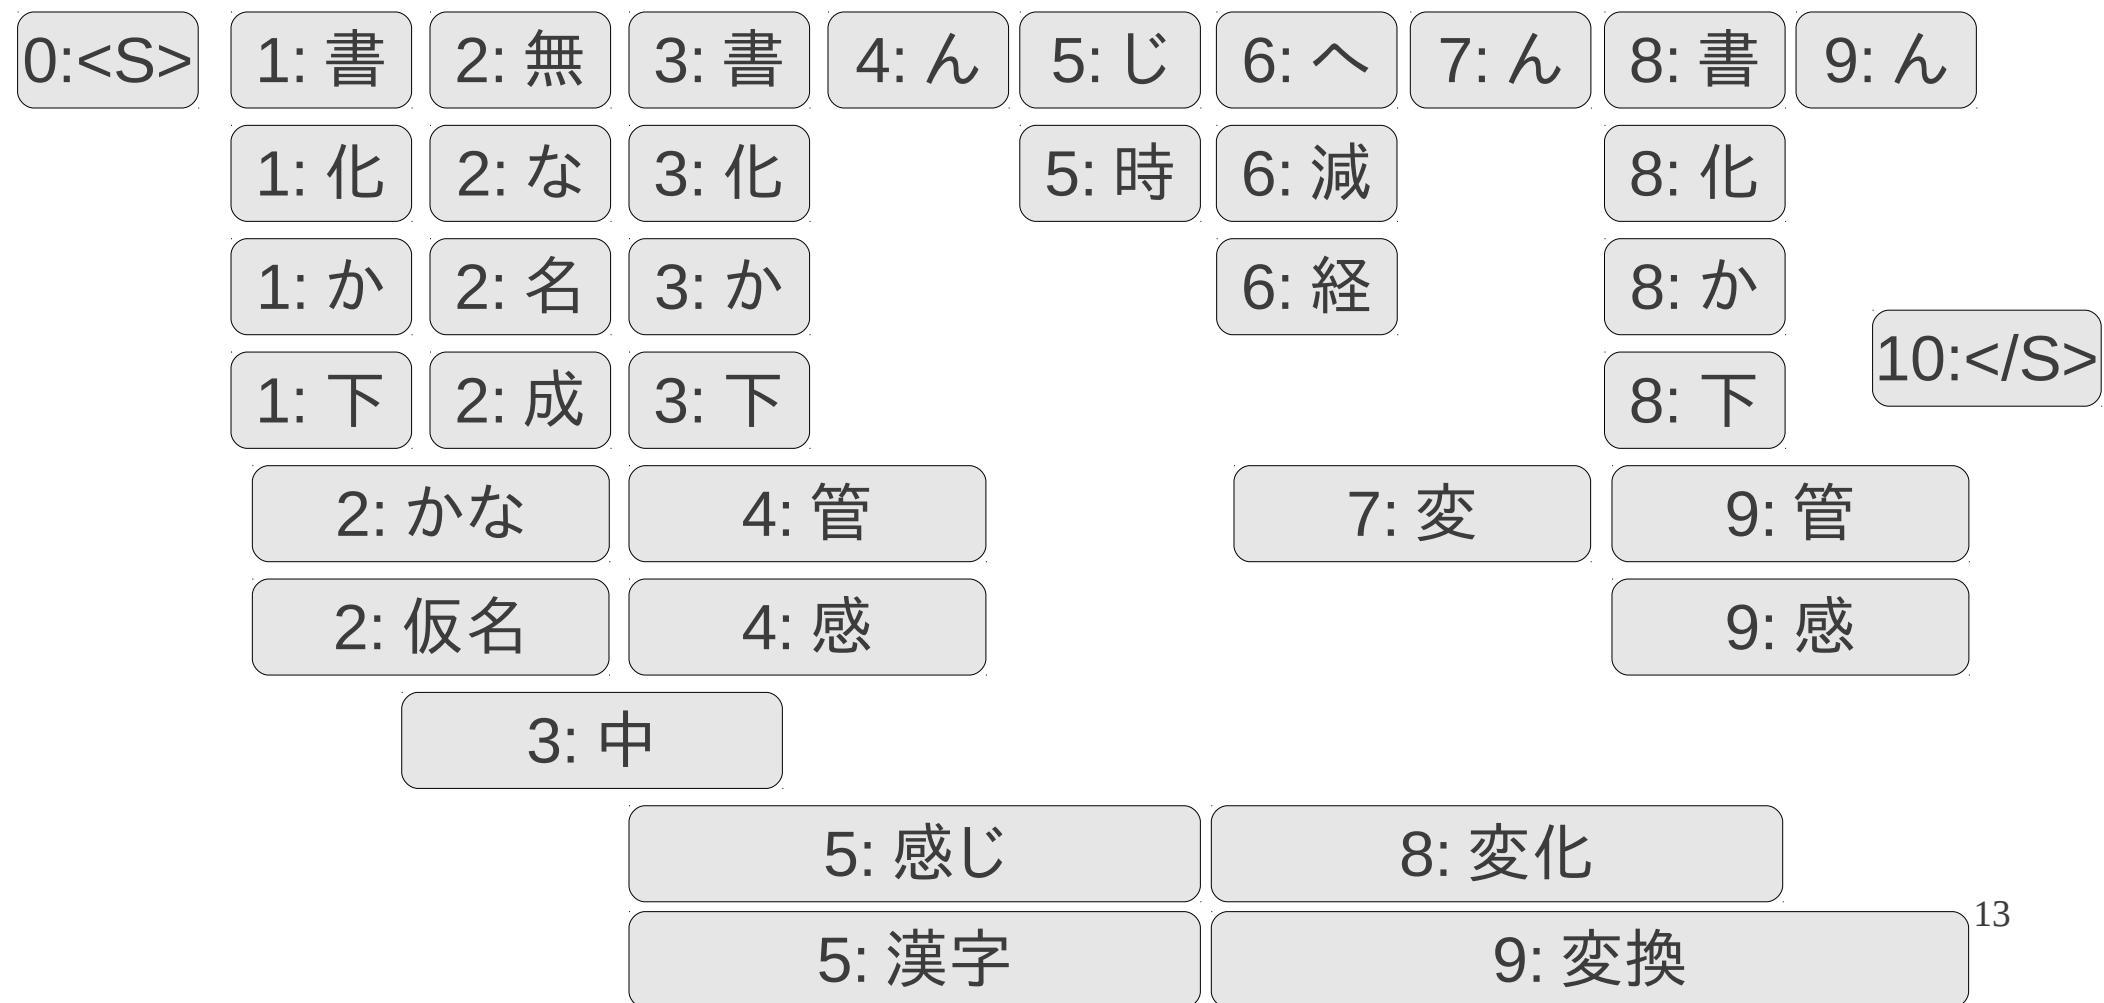 0:<S> 1: 書 2: 無 3: 書 4: ん 5: じ 6: へ 7: ん 8: 書 9: ん
1: 化 2: な 3: 化 5: 時 6: 減 8: 化
1: か 2: 名 3: か 6: 経 8: か
10:</S>
1: 下 2: 成 3: 下 8: 下
2: かな 4: 管 7: 変 9: 管
2: 仮名 4: 感 9: 感
3: 中
5: 感じ 8: 変化
13
5: 漢字 9: 変換